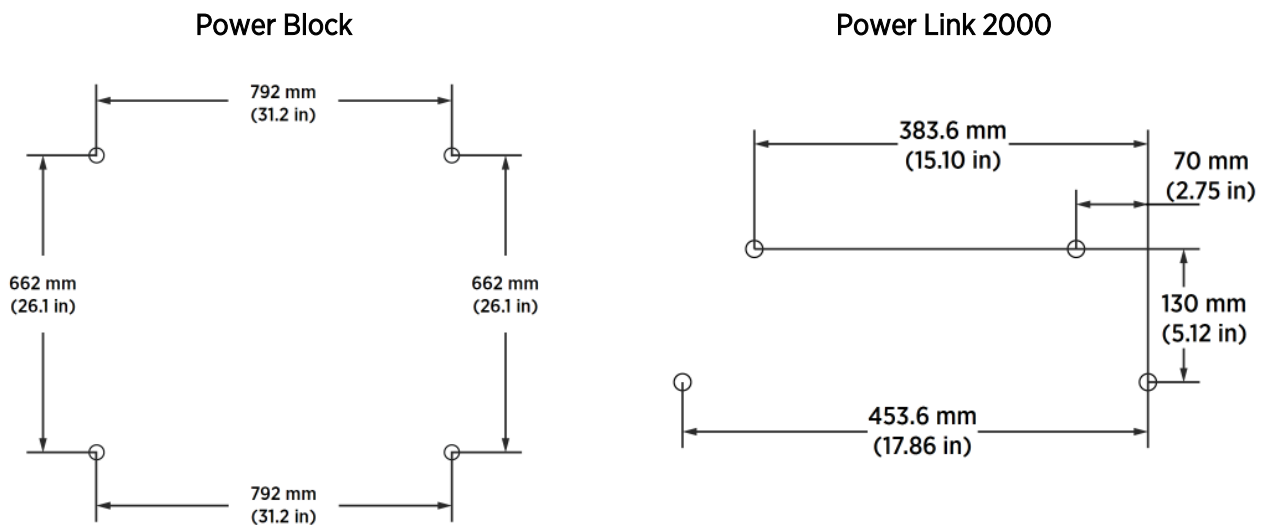 Power Block
792 mm
(31.2 in)
662 mm
(26.1 in)
662 mm
(26.1 in)
792 mm
(31.2 in)
Power Link 2000
383.6 mm
(15.10 in)
70 mm
(2.75 in)
130 mm
(5.12 in)
453.6 mm
(17.86 in)